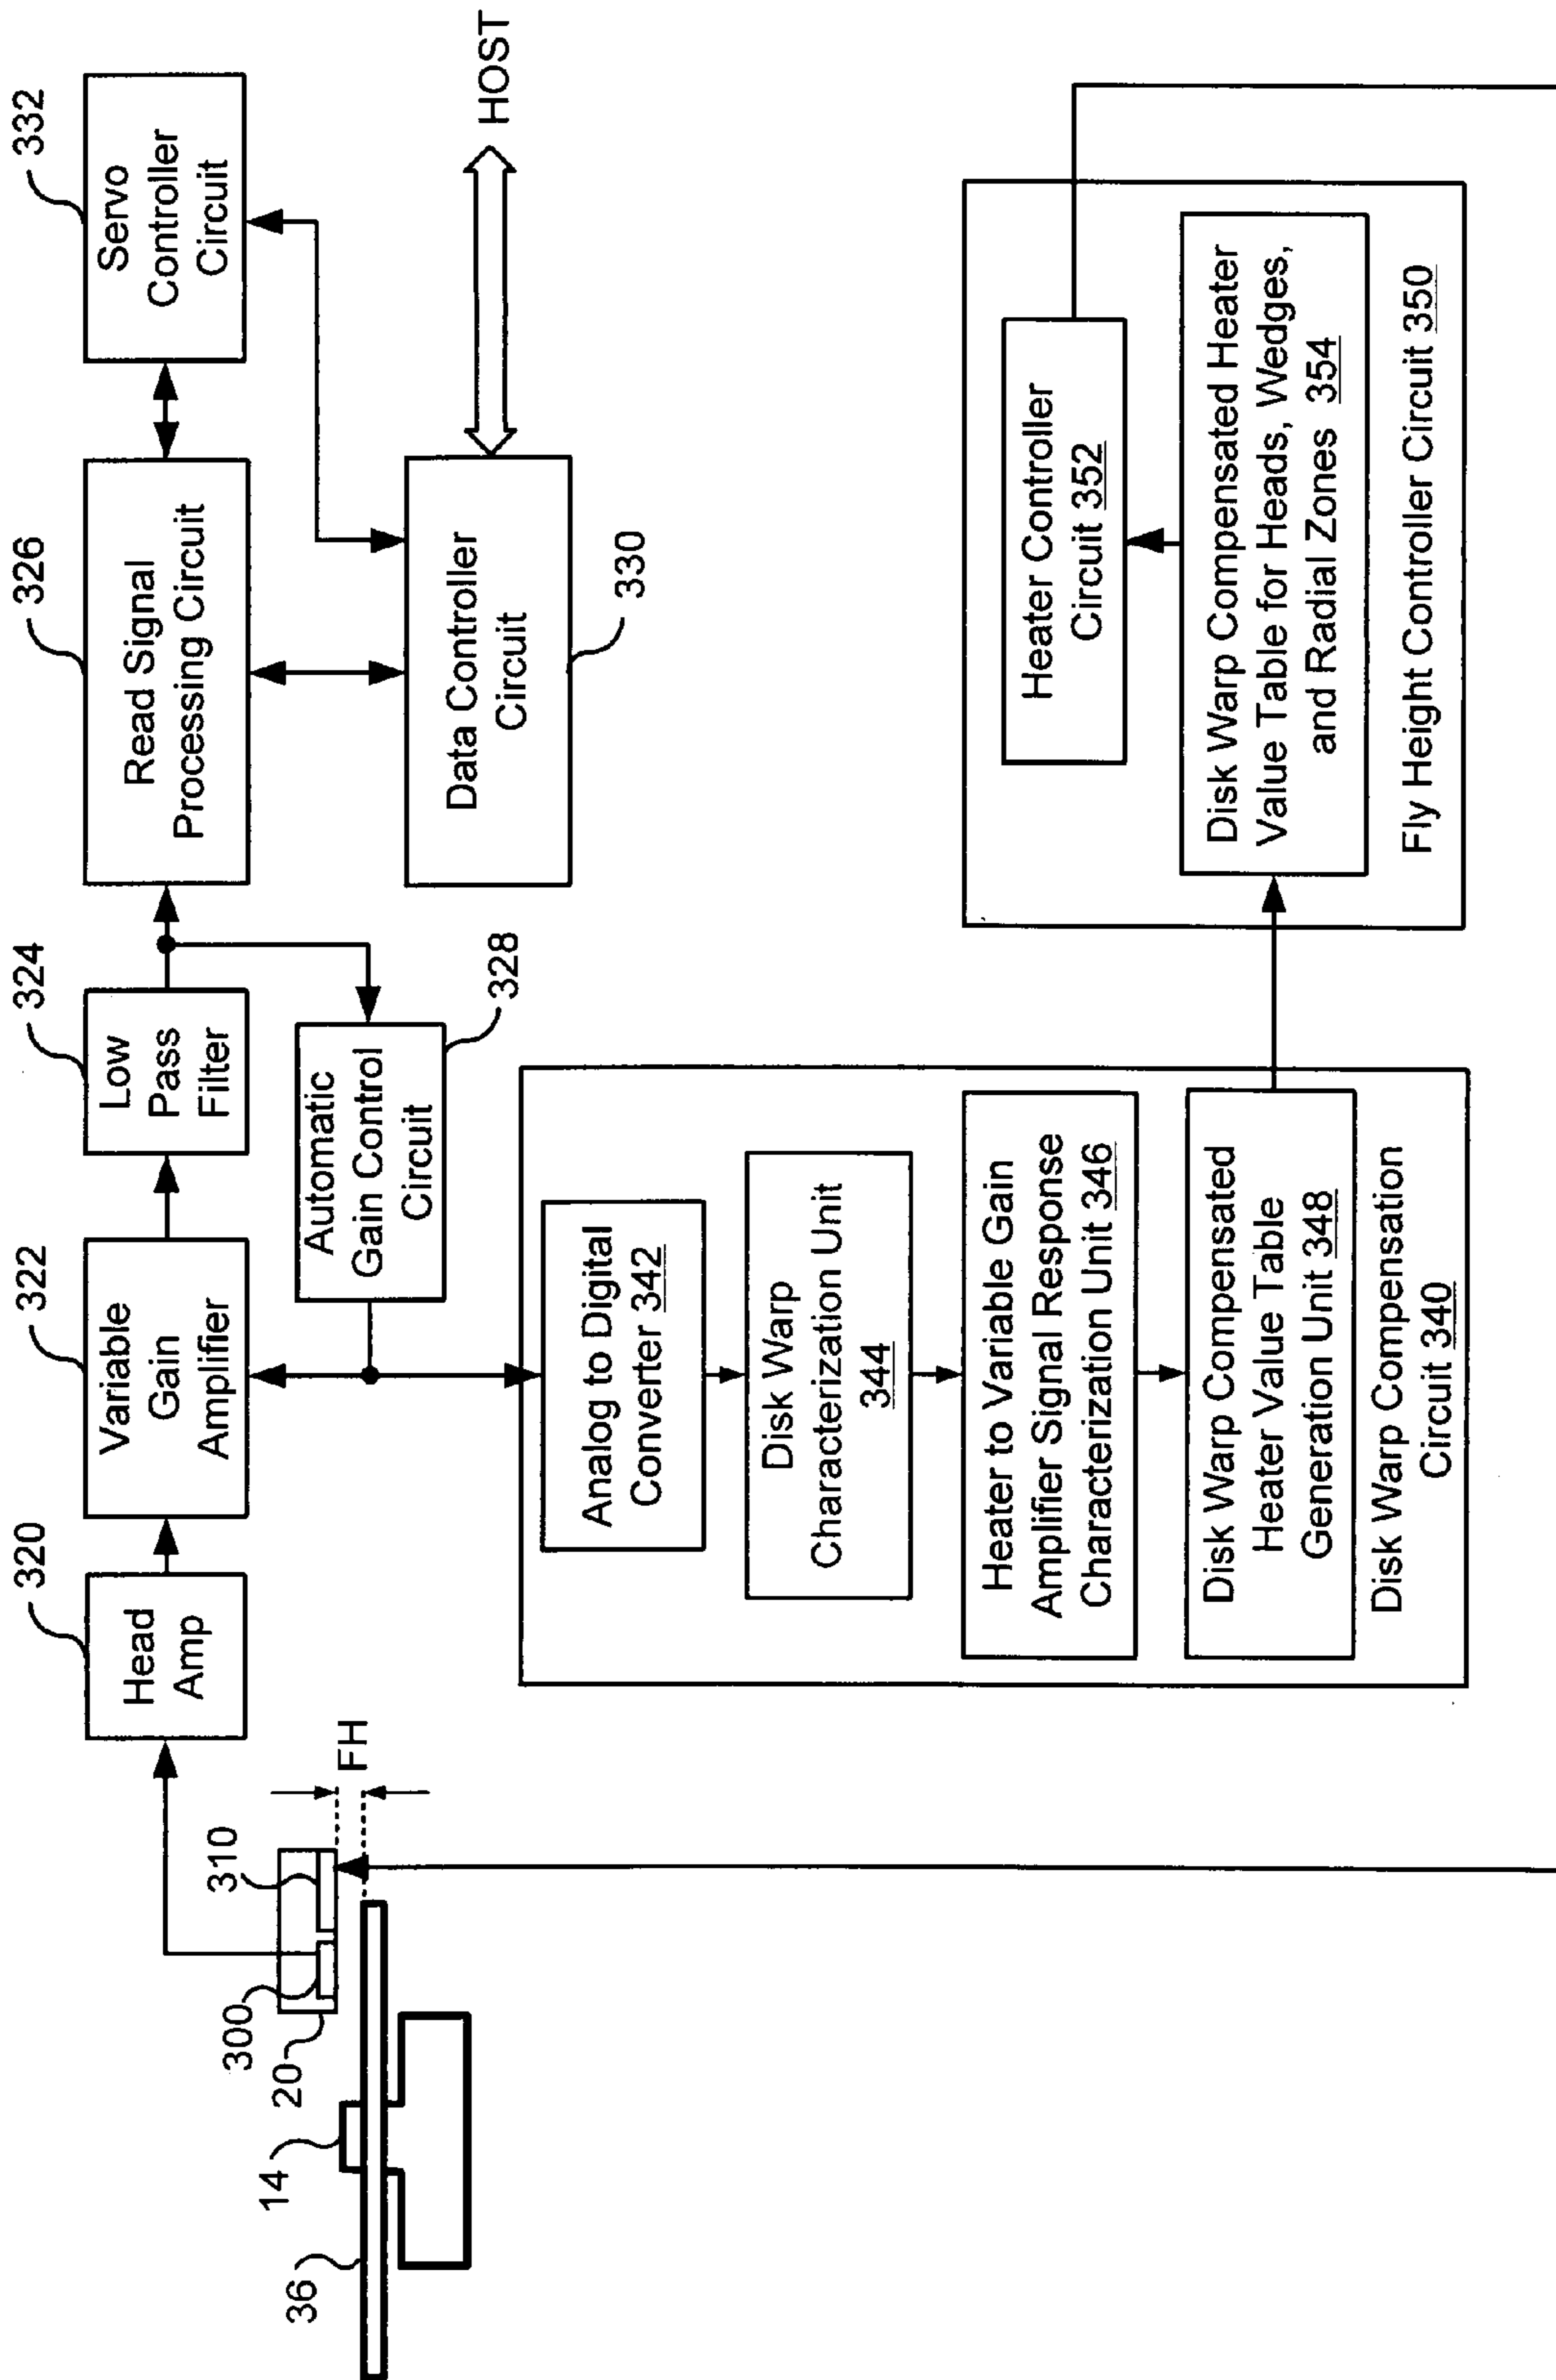 320
322
324
326
332
Head
Amp
Variable
Gain
Amplifier
Low
Pass
Filter
Read Signal
Processing Circuit
Servo
Controller
Circuit
Automatic
Gain Control
Circuit
328
Data Controller
Circuit
330
HOST
300
310
20
14
36
FH
Analog to Digital
Converter 342
Disk Warp
Characterization Unit
344
Heater to Variable Gain
Amplifier Signal Response
Characterization Unit 346
Disk Warp Compensated
Heater Value Table
Generation Unit 348
Disk Warp Compensation
Circuit 340
Heater Controller
Circuit 352
Disk Warp Compensated Heater
Value Table for Heads, Wedges,
and Radial Zones 354
Fly Height Controller Circuit 350